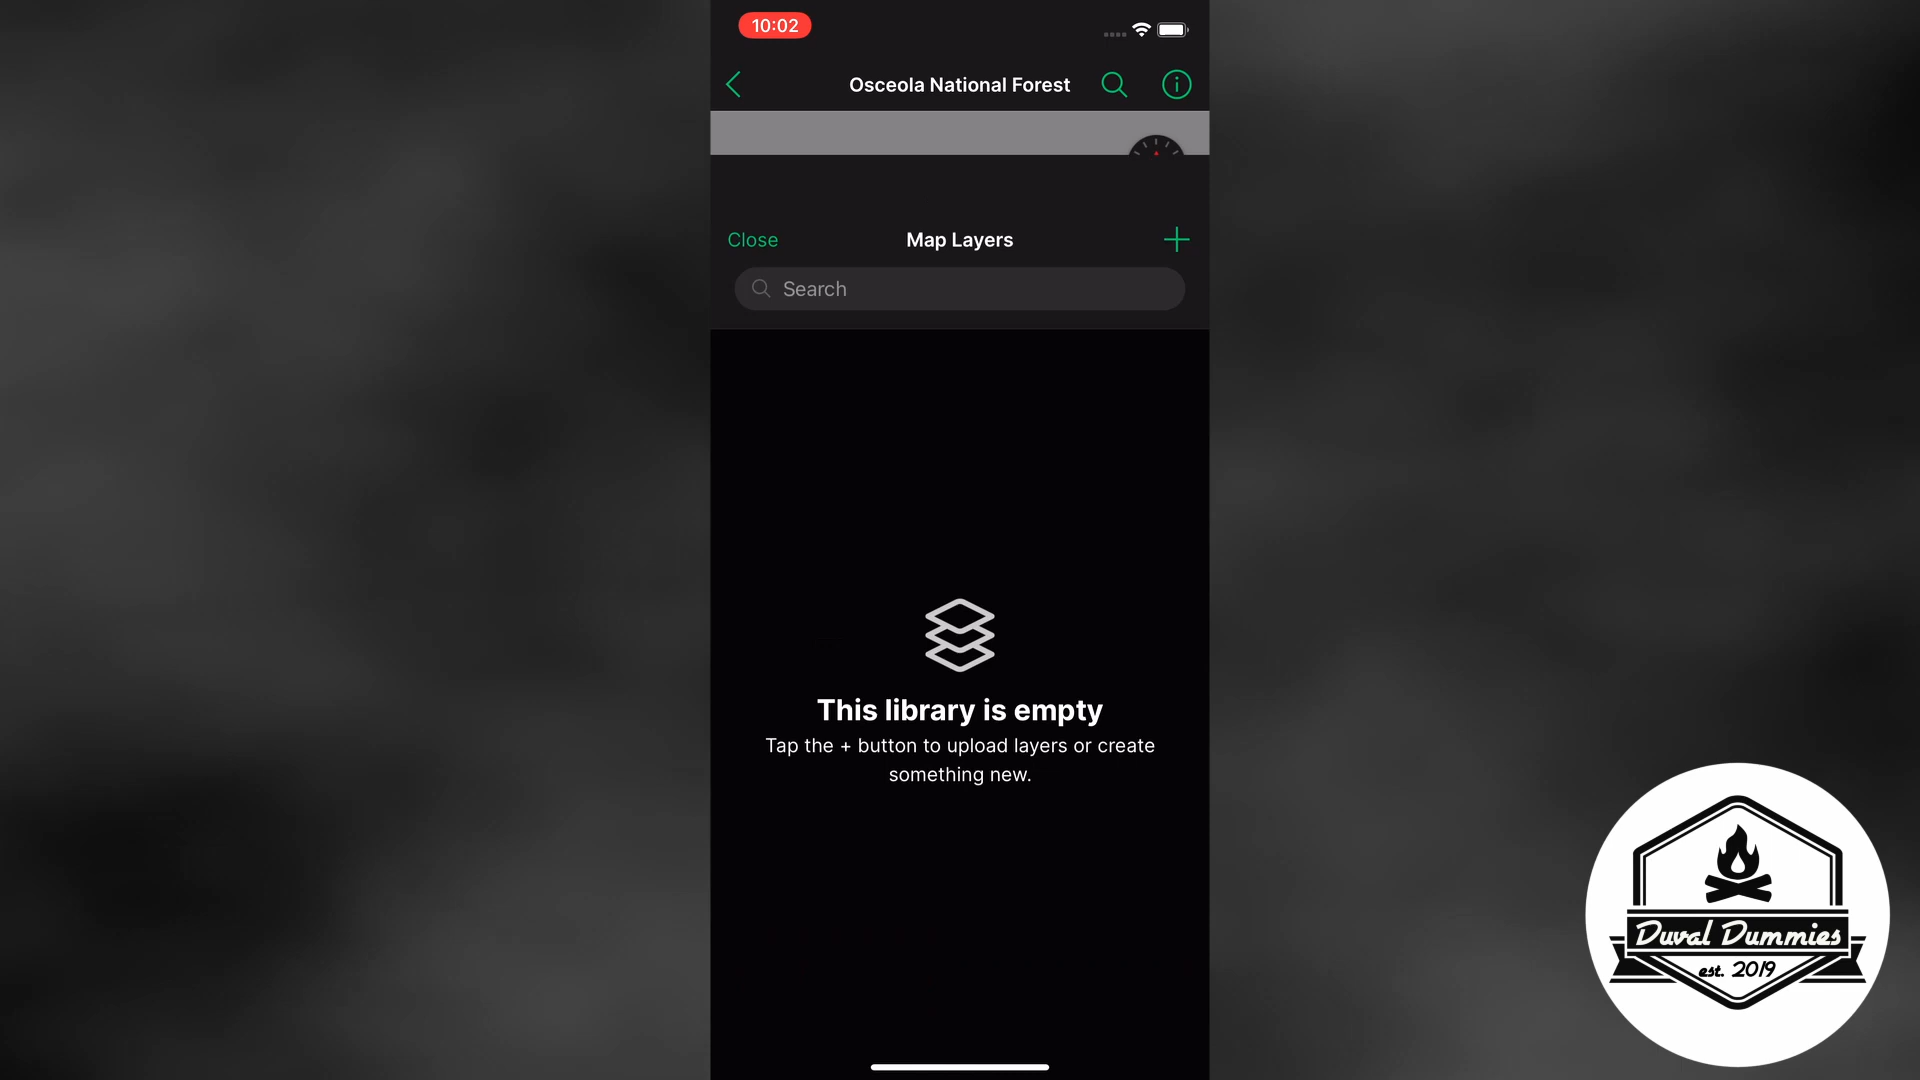 10:02
Osceola National Forest
Close
Map Layers
Search
This library is empty
Tap the + button to upload layers or create
something new.
Duval Dummies
est. 2019